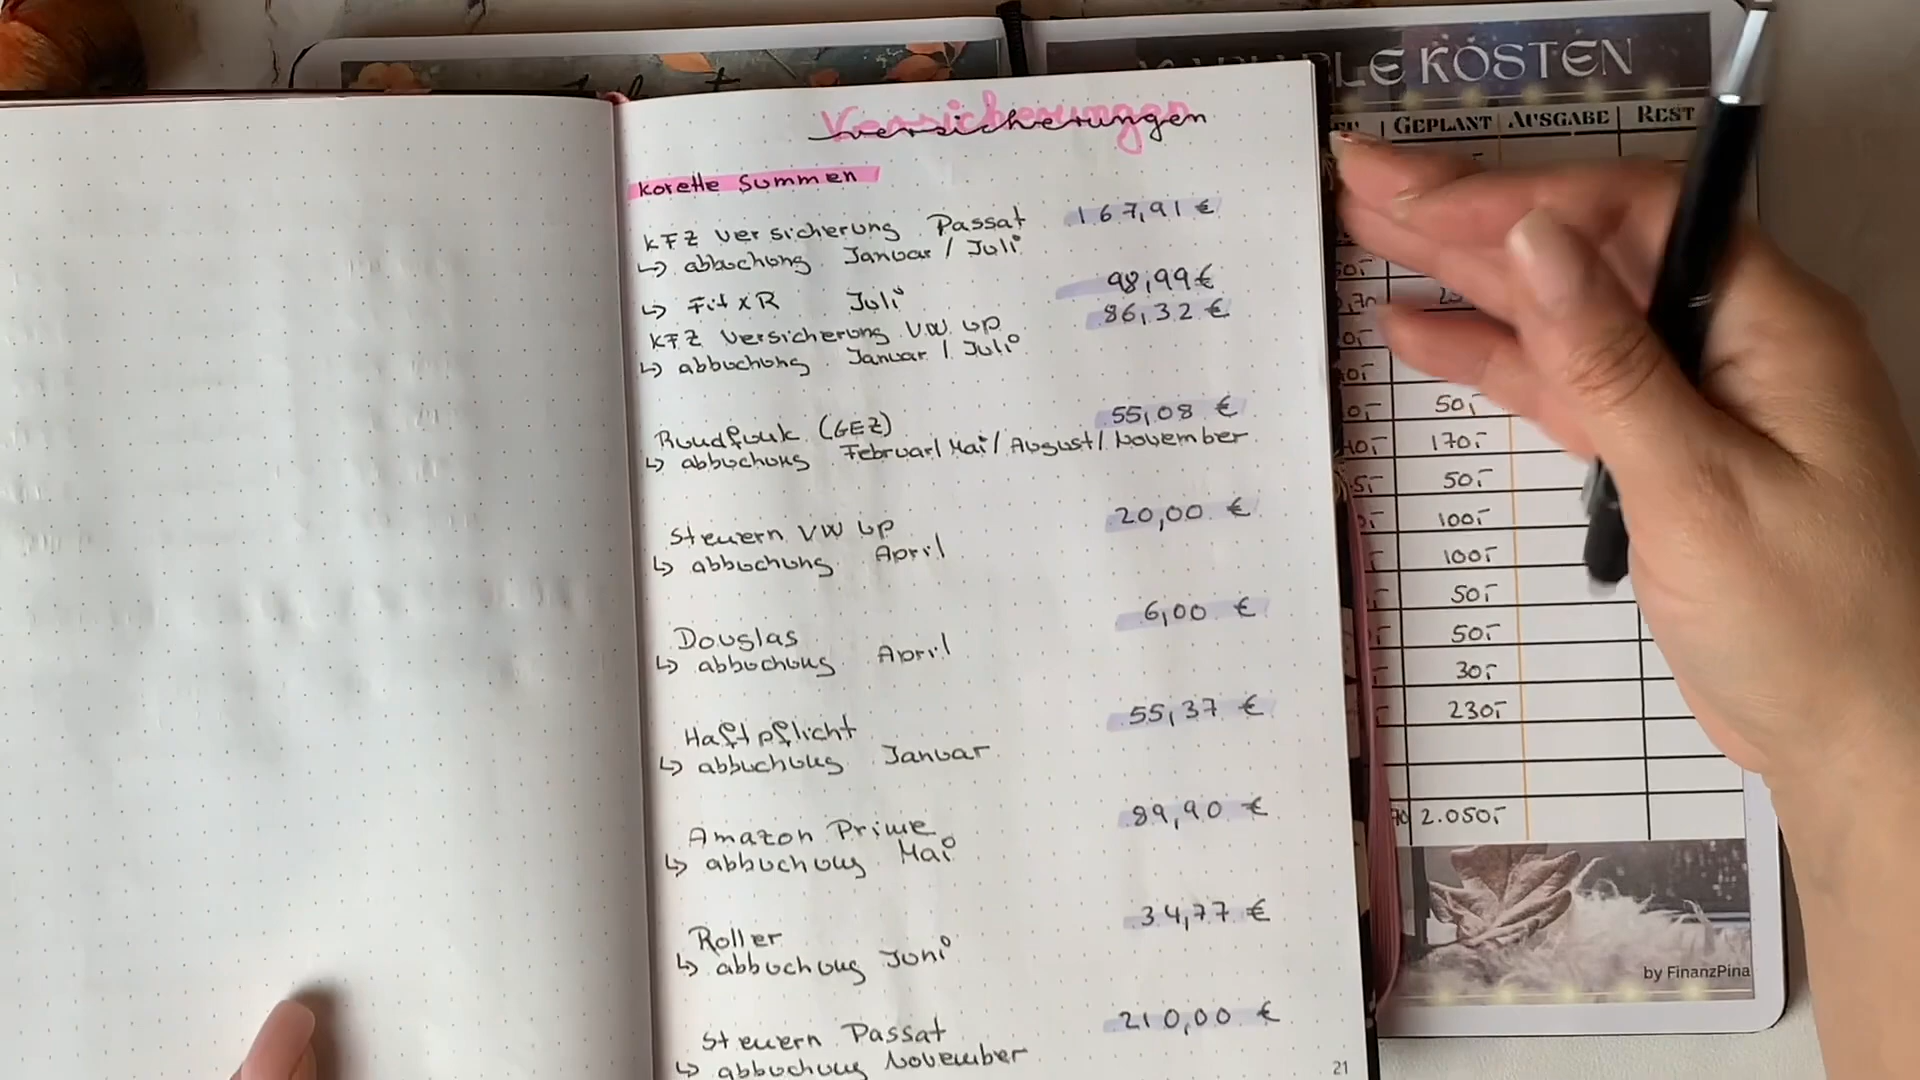 Versicherungen
Korette Summen
KFZ Versicherung Passat 167,91 €
↳ abbuchung Januar / Juli
↳ FitxR Juli 98,99 €
KFZ Versicherung VW up 86,32 €
↳ abbuchung Januar / Juli
Rundfunk (GEZ) 55,08 €
↳ abbuchung Februar/Mai/August/November
Steuern VW up 20,00 €
↳ abbuchung April
Douglas 6,00 €
↳ abbuchung April
Haftpflicht 55,37 €
↳ abbuchung Januar
Amazon Prime 89,90 €
↳ abbuchung Mai
Roller 34,77 €
↳ abbuchung Juni
Steuern Passat 210,00 €
↳ abbuchung November
21
KOSTEN
GEPLANT AUSGABE REST
50,-
170,-
50,-
100,-
100,-
50,-
50,-
30,-
230,-
2.050,-
by FinanzPina